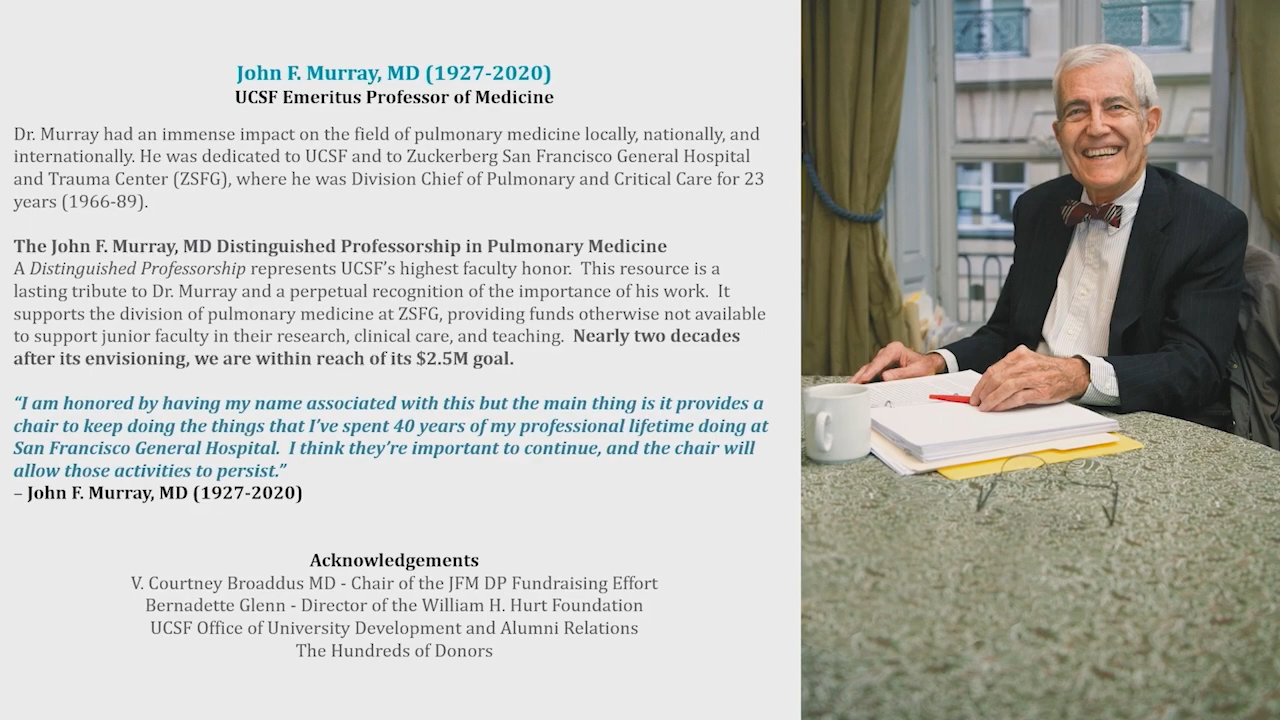 John F. Murray, MD (1927-2020)
UCSF Emeritus Professor of Medicine
Dr. Murray had an immense impact on the field of pulmonary medicine locally, nationally, and
internationally. He was dedicated to UCSF and to Zuckerberg San Francisco General Hospital
and Trauma Center (ZSFG), where he was Division Chief of Pulmonary and Critical Care for 23
years (1966-89).
The John F. Murray, MD Distinguished Professorship in Pulmonary Medicine
A Distinguished Professorship represents UCSF’s highest faculty honor. This resource is a
lasting tribute to Dr. Murray and a perpetual recognition of the importance of his work. It
supports the division of pulmonary medicine at ZSFG, providing funds otherwise not available
to support junior faculty in their research, clinical care, and teaching. Nearly two decades
after its envisioning, we are within reach of its $2.5M goal.
“I am honored by having my name associated with this but the main thing is it provides a
chair to keep doing the things that I’ve spent 40 years of my professional lifetime doing at
San Francisco General Hospital. I think they’re important to continue, and the chair will
allow those activities to persist.”
– John F. Murray, MD (1927-2020)
Acknowledgements
V. Courtney Broaddus MD - Chair of the JFM DP Fundraising Effort
Bernadette Glenn - Director of the William H. Hurt Foundation
UCSF Office of University Development and Alumni Relations
The Hundreds of Donors